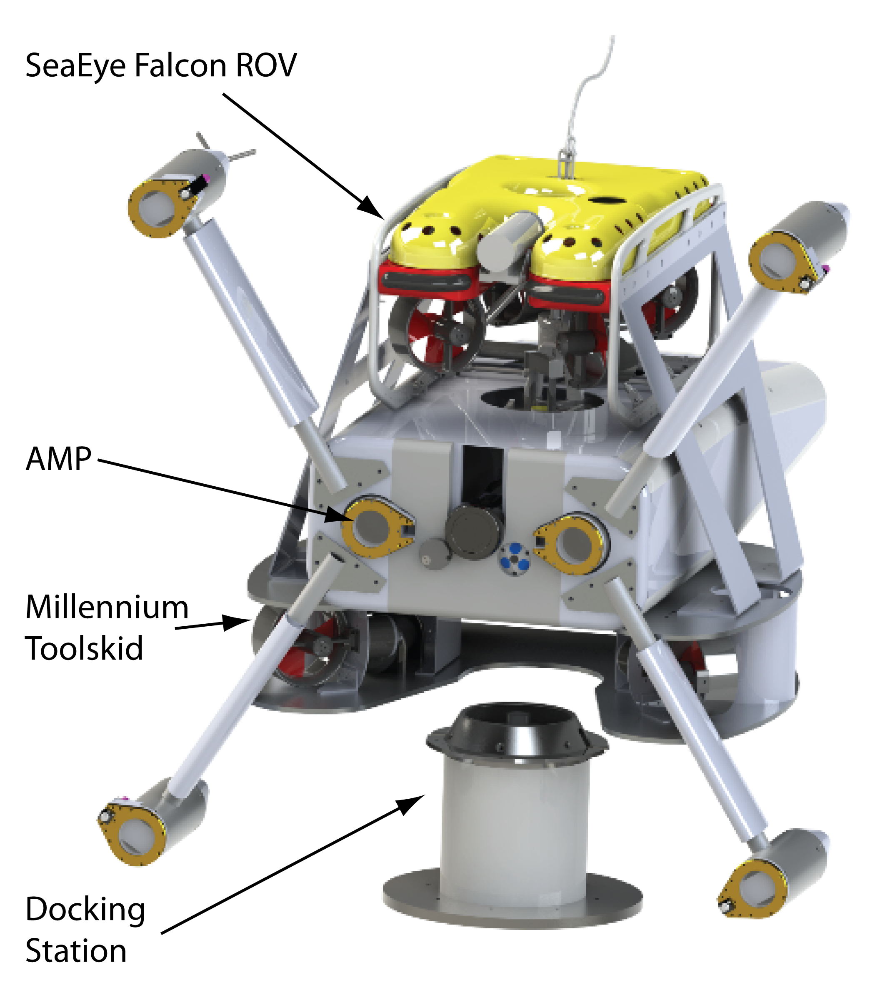 SeaEye Falcon ROV
AMP
Millennium
Toolskid
Docking
Station